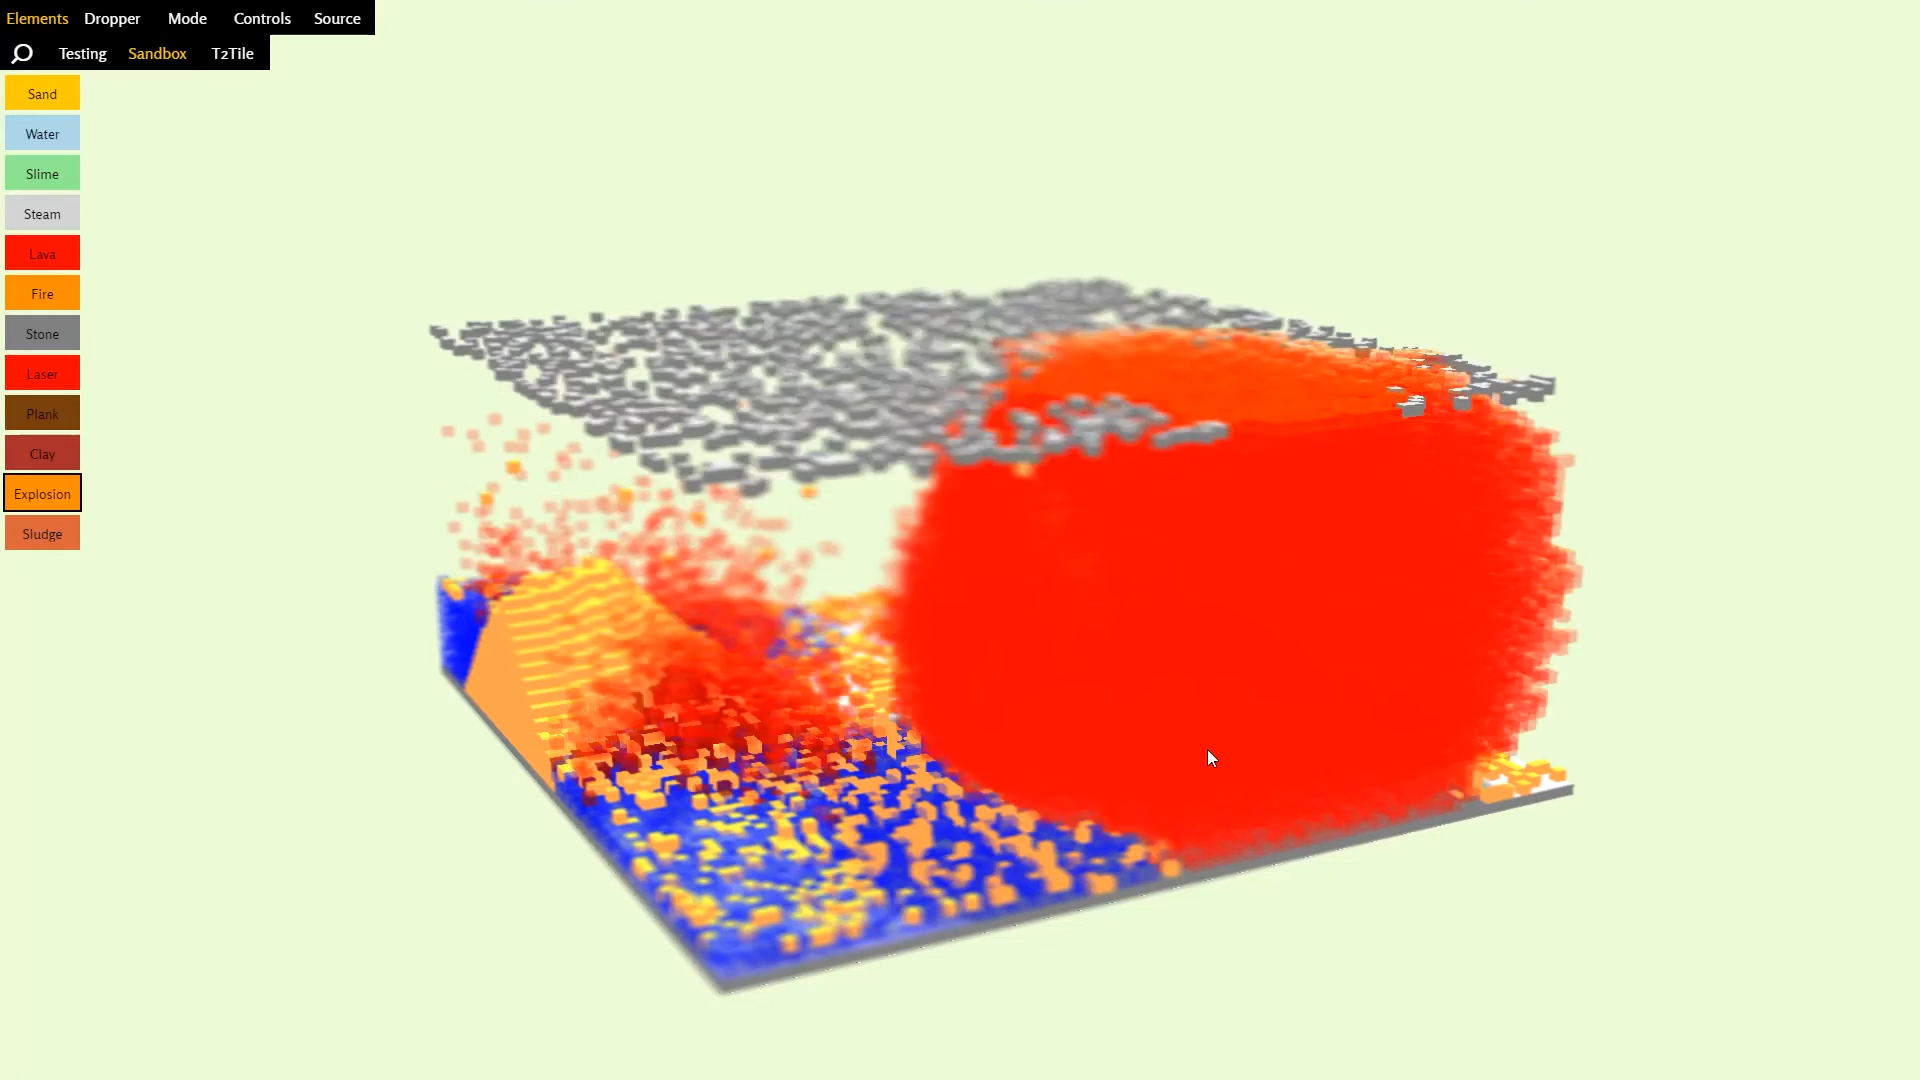 Elements Dropper Mode Controls Source
Testing Sandbox T2Tile
Sand
Water
Slime
Steam
Lava
Fire
Stone
Laser
Plank
Clay
Explosion
Sludge